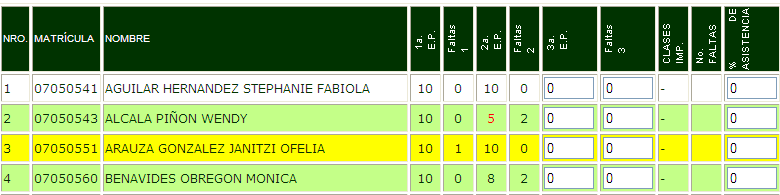 NRO. MATRÍCULA NOMBRE 1a. E.P. Faltas 1 2a. E.P. Faltas 2 3a. E.P. Faltas 3 CLASES IMP. No. FALTAS % DE ASISTENCIA
1 07050541 AGUILAR HERNANDEZ STEPHANIE FABIOLA 10 0 10 0 0 0 - 0
2 07050543 ALCALA PIÑON WENDY 10 0 5 2 0 0 - 0
3 07050551 ARAUZA GONZALEZ JANITZI OFELIA 10 1 10 0 0 0 - 0
4 07050560 BENAVIDES OBREGON MONICA 10 0 8 2 0 0 - 0